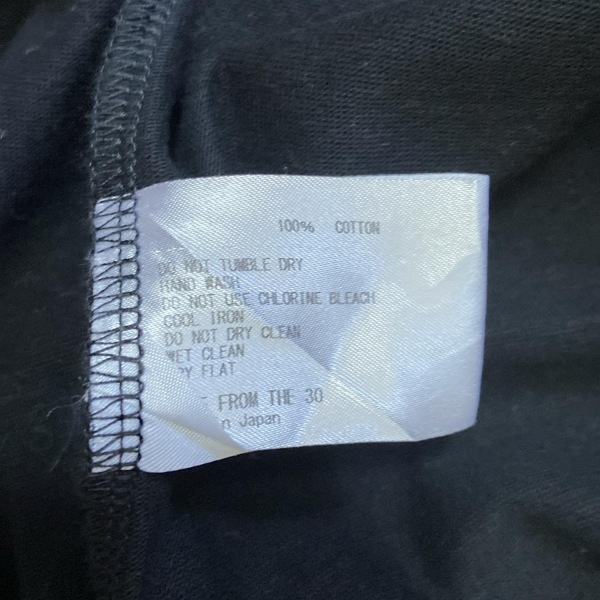 100% COTTON
DO NOT TUMBLE DRY
HAND WASH
DO NOT USE CHLORINE BLEACH
COOL IRON
DO NOT DRY CLEAN
WET CLEAN
FLAT
FROM THE 30
Japan